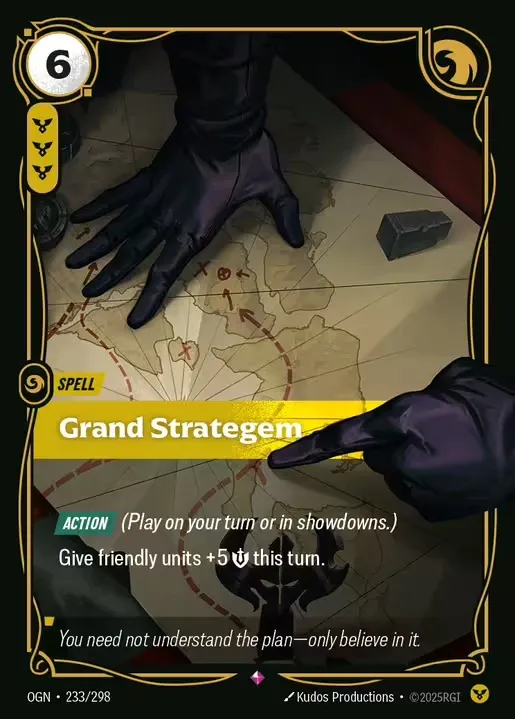 6
SPELL
Grand Strategem
ACTION (Play on your turn or in showdowns.)
Give friendly units +5 this turn.
You need not understand the plan—only believe in it.
OGN • 233/298
Kudos Productions • ©2025RGI